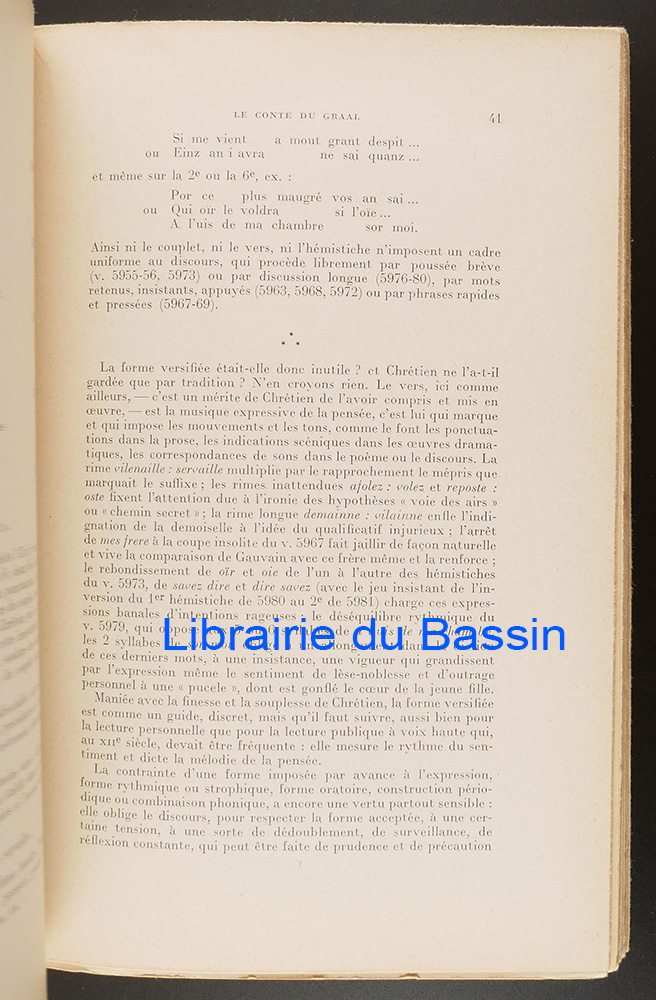 LE CONTE DU GRAAL 41
Si me vient a mout grant despit ...
ou Einz an i avra ne sai quanz ...
et même sur la 2e ou la 6e, ex. :
Por ce plus maugré vos an sai ...
ou Qui oïr le voldra si l'oïe ...
A l'uis de ma chambre sor moi.
Ainsi ni le couplet, ni le vers, ni l'hémistiche n'imposent un cadre
uniforme au discours, qui procède librement par poussée brève
(v. 5955-56, 5973) ou par discussion longue (5976-80), par mots
retenus, insistants, appuyés (5963, 5968, 5972) ou par phrases rapides
et pressées (5967-69).
* * *
La forme versifiée était-elle donc inutile ? et Chrétien ne l'a-t-il
gardée que par tradition ? N'en croyons rien. Le vers, ici comme
ailleurs, — c'est un mérite de Chrétien de l'avoir compris et mis en
œuvre, — est la musique expressive de la pensée, c'est lui qui marque
et qui impose les mouvements et les tons, comme le font les ponctua-
tions dans la prose, les indications scéniques dans les œuvres drama-
tiques, les correspondances de sons dans le poème ou le discours. La
rime vilenaille : servaille multiplie par le rapprochement le mépris que
marquait le suffixe ; les rimes inattendues afolez : volez et reposte :
oste fixent l'attention due à l'ironie des hypothèses « voie des airs »
ou « chemin secret » ; la rime longue demainne : vilainne enfle l'indi-
gnation de la demoiselle à l'idée du qualificatif injurieux ; l'arrêt
de mes frere à la coupe insolite du v. 5967 fait jaillir de façon naturelle
et vive la comparaison de Gauvain avec ce frère même et la renforce ;
le rebondissement de oïr et oïe de l'un à l'autre des hémistiches
du v. 5973, de savez dire et dire savez (avec le jeu insistant de l'in-
version du 1er hémistiche de 5980 au 2e de 5981) charge ces expres-
sions banales d'intentions rageuses ; le déséquilibre rythmique du
v. 5979, qui
Librairie du Bassin
les 2 syllabes
de ces derniers mots, à une instance, une vigueur qui grandissent
par l'expression même le sentiment de lèse-noblesse et d'outrage
personnel à une « pucele », dont est gonflé le cœur de la jeune fille.
Maniée avec la finesse et la souplesse de Chrétien, la forme versifiée
est comme un guide, discret, mais qu'il faut suivre, aussi bien pour
la lecture personnelle que pour la lecture publique à voix haute qui,
au XIIe siècle, devait être fréquente : elle mesure le rythme du sen-
timent et dicte la mélodie de la pensée.
La contrainte d'une forme imposée par avance à l'expression,
forme rythmique ou strophique, forme oratoire, construction pério-
dique ou combinaison phonique, a encore une vertu partout sensible :
elle oblige le discours, pour respecter la forme acceptée, à une cer-
taine tension, à une sorte de dédoublement, de surveillance, de
réflexion constante, qui peut être faite de prudence et de précaution